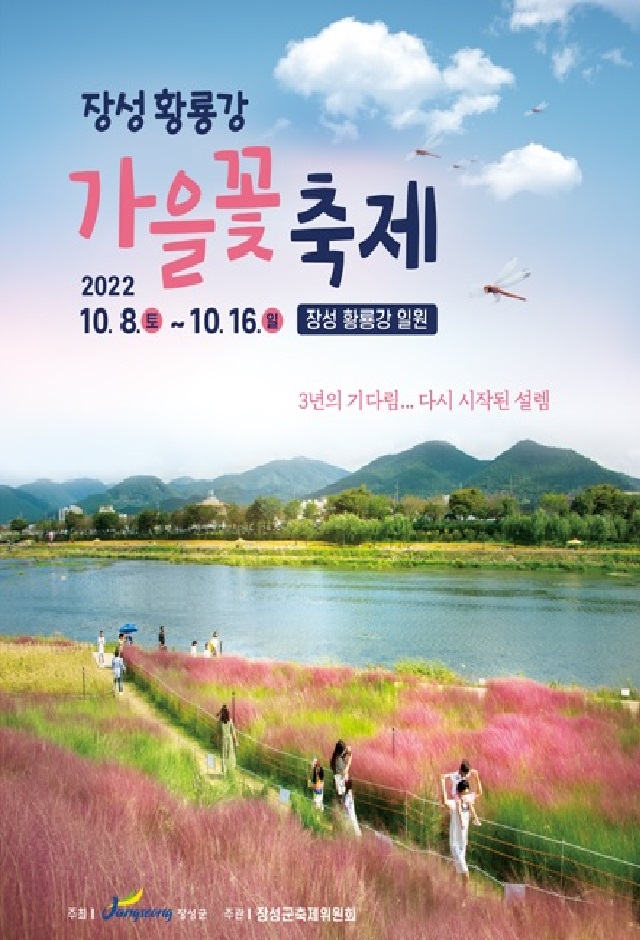 장성 황룡강
가을꽃 축제
2022
10. 8.토 ~ 10. 16.일 장성 황룡강 일원
3년의 기다림... 다시 시작된 설렘
주최 | Jangseong 장성군 주관 | 장성군축제위원회